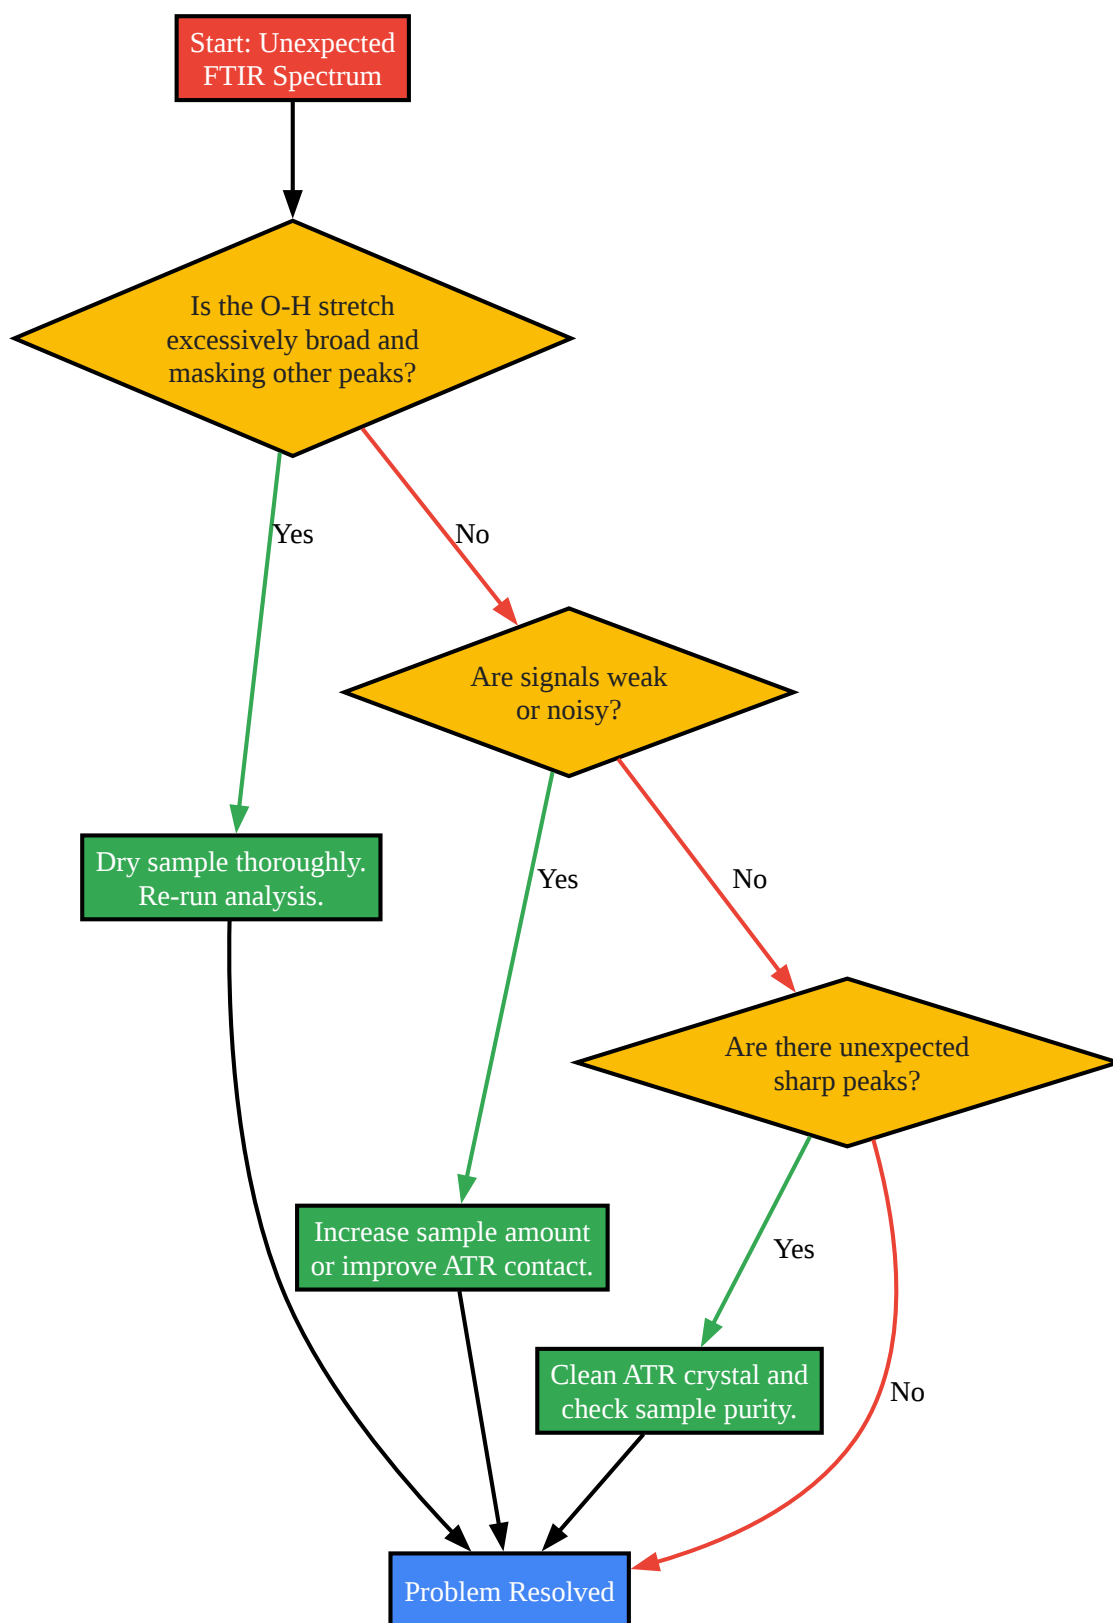 Start: Unexpected
FTIR Spectrum
Is the O-H stretch
excessively broad and
masking other peaks?
Yes
No
Are signals weak
or noisy?
Dry sample thoroughly.
Re-run analysis.
Yes
No
Are there unexpected
sharp peaks?
Increase sample amount
or improve ATR contact.
Yes
Clean ATR crystal and
check sample purity.
No
Problem Resolved